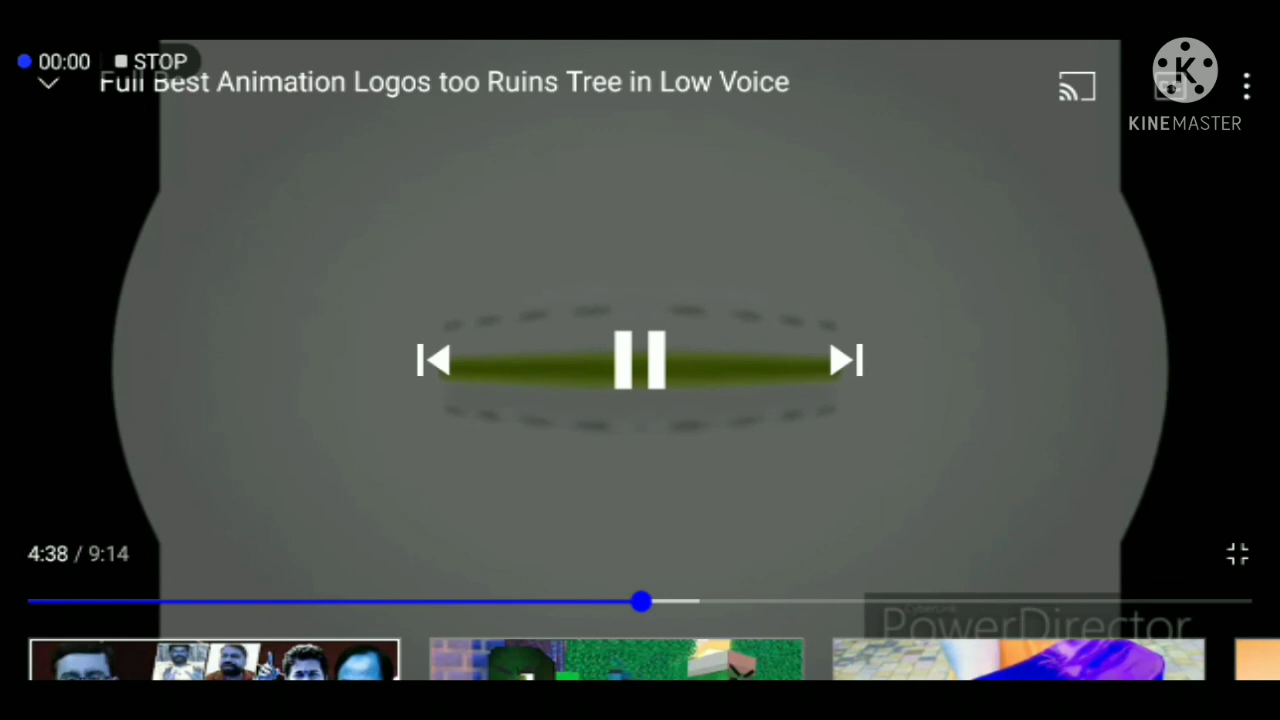 00:00 STOP
Full Best Animation Logos too Ruins Tree in Low Voice
K
KINEMASTER
4:38 / 9:14
CyberLink
PowerDirector